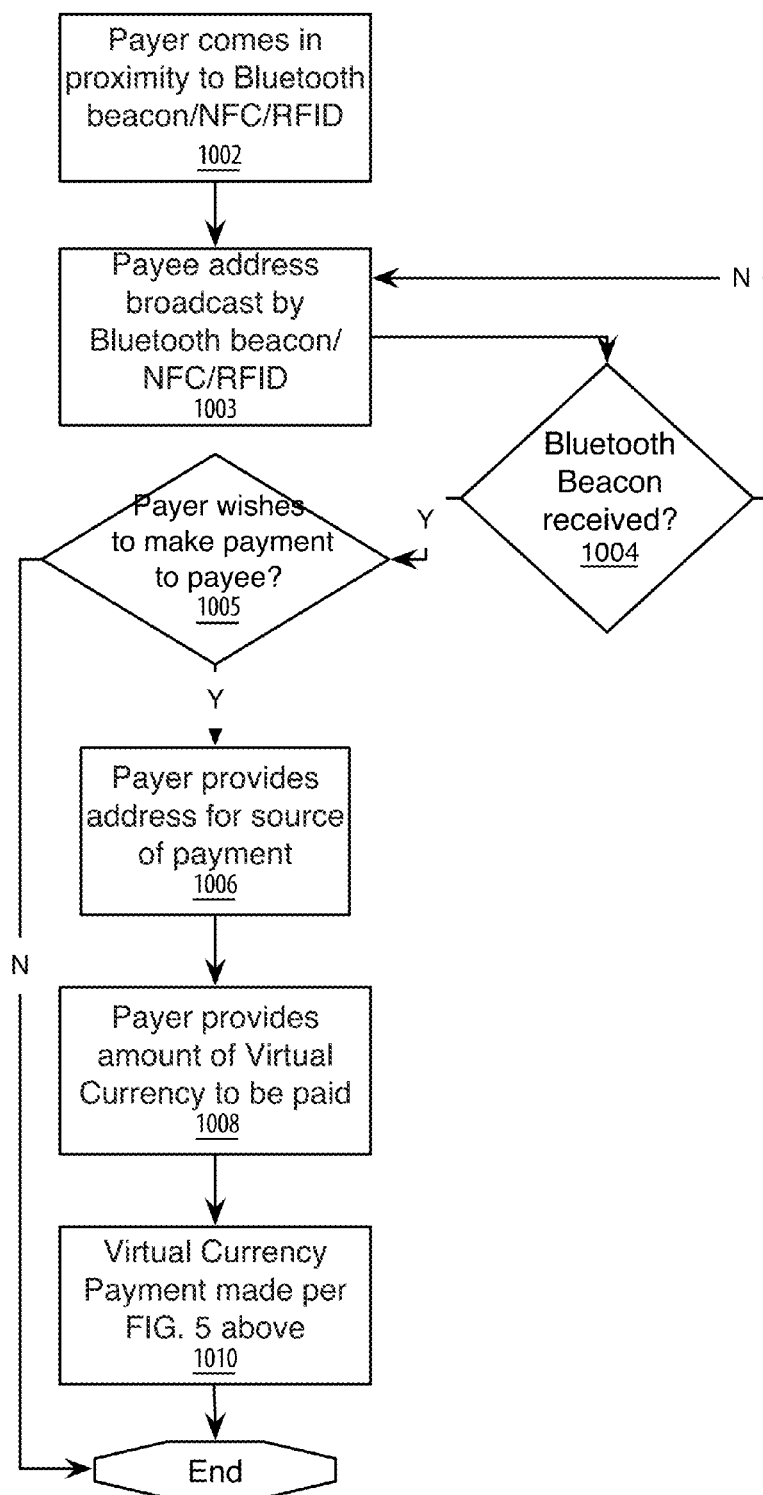 Payer comes in
proximity to Bluetooth
beacon/NFC/RFID
1002
Payee address
broadcast by
Bluetooth beacon/
NFC/RFID
1003
N
Bluetooth
Beacon
received?
1004
Y
Payer wishes
to make payment
to payee?
1005
Y
Payer provides
address for source
of payment
1006
N
Payer provides
amount of Virtual
Currency to be paid
1008
Virtual Currency
Payment made per
FIG. 5 above
1010
End